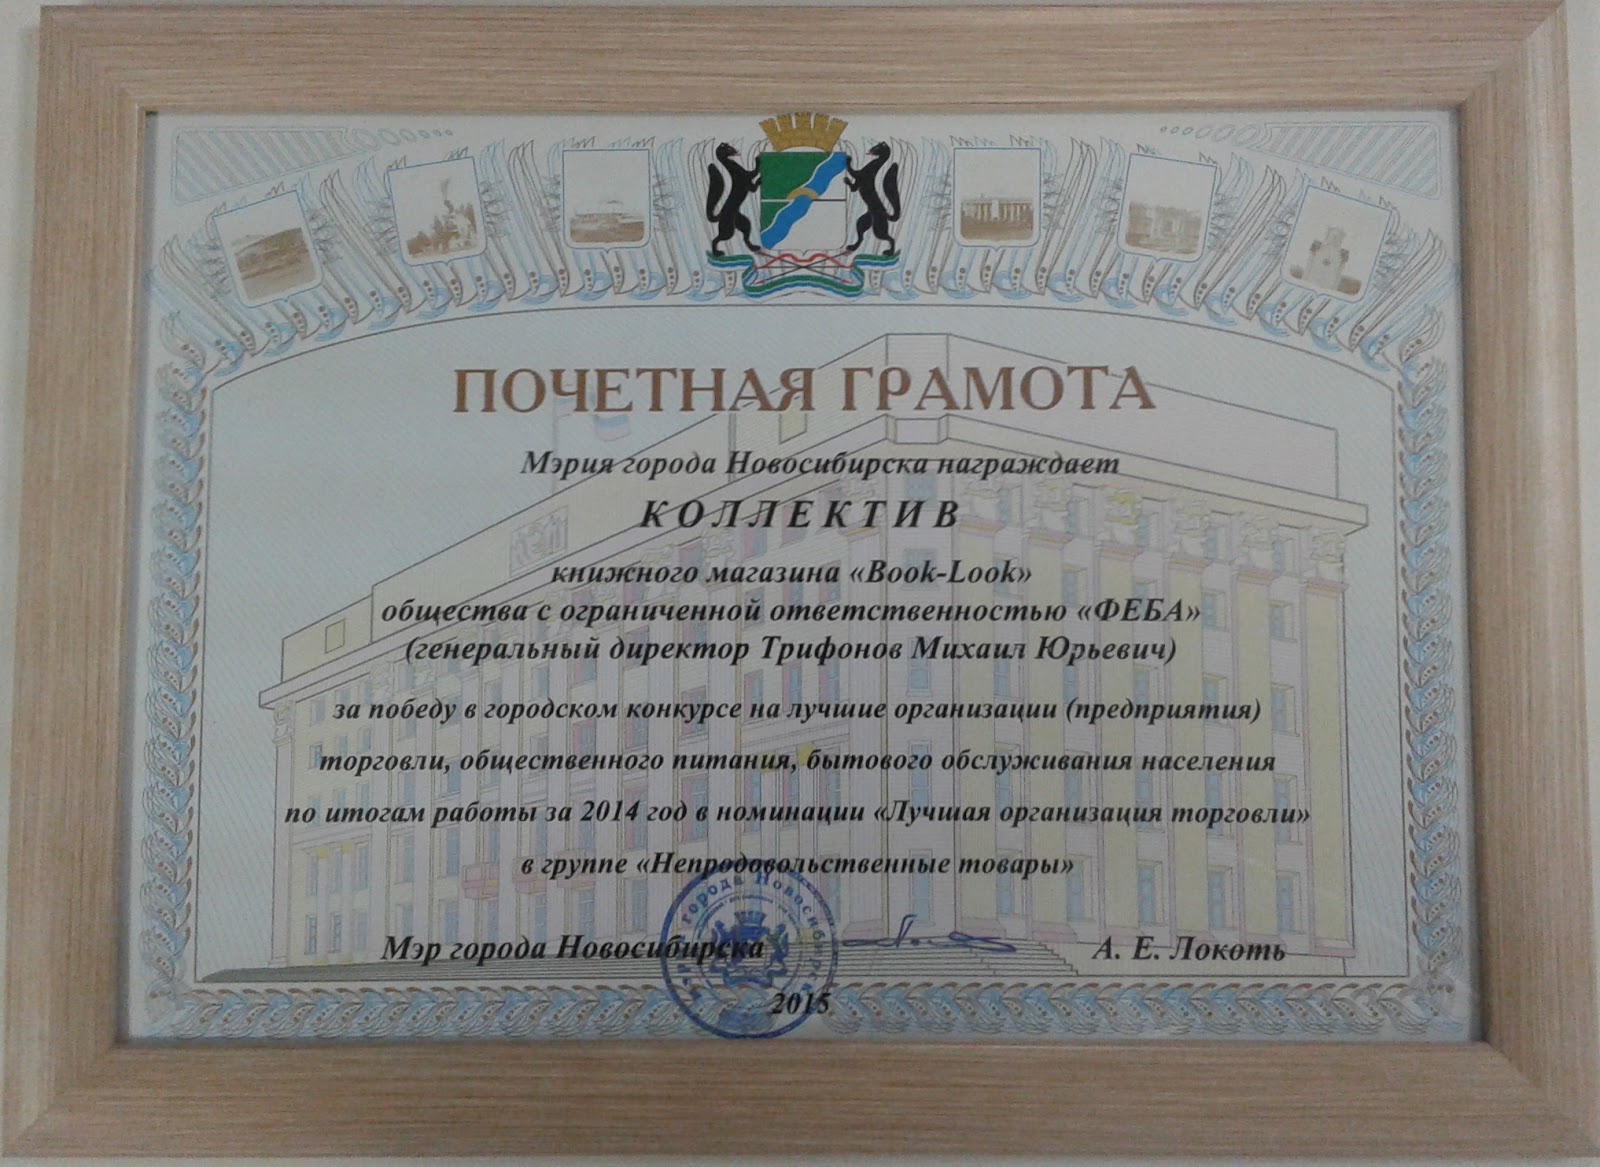 ПОЧЕТНАЯ ГРАМОТА
Мэрия города Новосибирска награждает
КОЛЛЕКТИВ
книжного магазина «Book-Look»
общества с ограниченной ответственностью «ФЕБА»
(генеральный директор Трифонов Михаил Юрьевич)
за победу в городском конкурсе на лучшие организации (предприятия)
торговли, общественного питания, бытового обслуживания населения
по итогам работы за 2014 год в номинации «Лучшая организация торговли»
в группе «Непродовольственные товары»
Мэр города Новосибирска А. Е. Локоть
2015
города Новосибирска